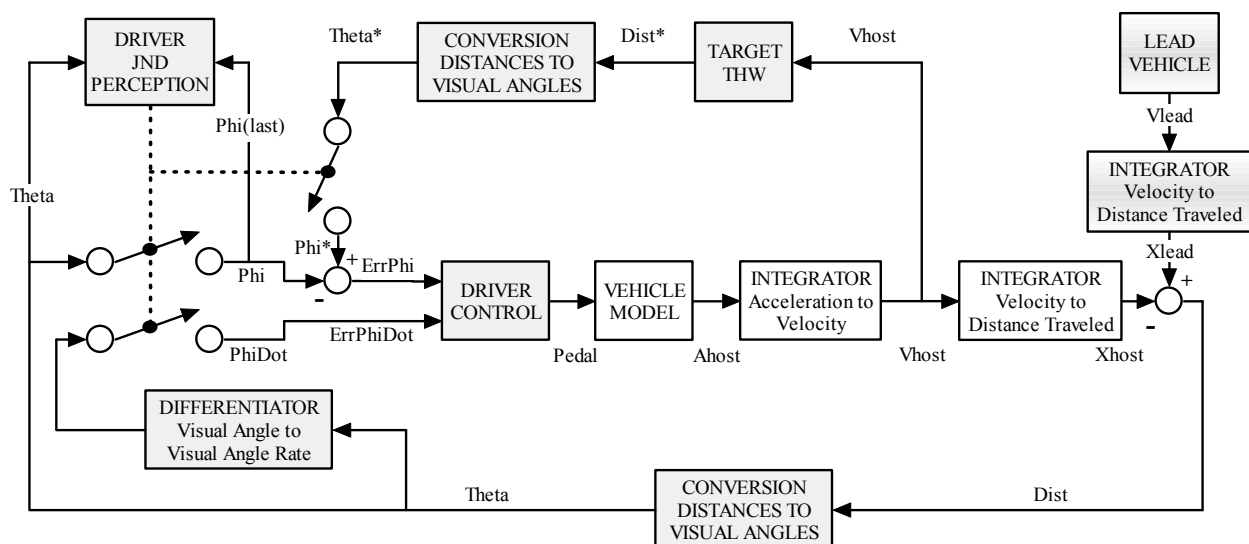 DRIVER
JND
PERCEPTION
Theta*
CONVERSION
DISTANCES TO
VISUAL ANGLES
Dist*
TARGET
THW
Vhost
LEAD
VEHICLE
Vlead
INTEGRATOR
Velocity to
Distance Traveled
Xlead
Phi(last)
Theta
Phi
Phi*
+
-
ErrPhi
DRIVER
CONTROL
Pedal
VEHICLE
MODEL
Ahost
INTEGRATOR
Acceleration to
Velocity
Vhost
INTEGRATOR
Velocity to
Distance Traveled
Xhost
+
-
PhiDot
ErrPhiDot
DIFFERENTIATOR
Visual Angle to
Visual Angle Rate
Theta
CONVERSION
DISTANCES TO
VISUAL ANGLES
Dist